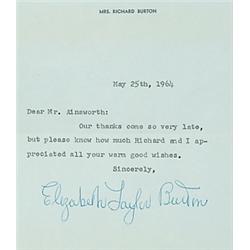 MRS. RICHARD BURTON
May 25th, 1964
Dear Mr. Ainsworth:
Our thanks come so very late,
but please know how much Richard and I ap-
preciated all your warm good wishes.
Sincerely,
Elizabeth Taylor Burton